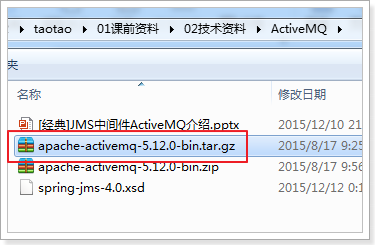 taotao ▸ 01课前资料 ▸ 02技术资料 ▸ ActiveMQ ▸
夹
名称 修改日期
[经典]JMS中间件ActiveMQ介绍.pptx 2015/12/10 21
apache-activemq-5.12.0-bin.tar.gz 2015/8/17 9:25
apache-activemq-5.12.0-bin.zip 2015/8/17 9:56
spring-jms-4.0.xsd 2015/12/12 0:1